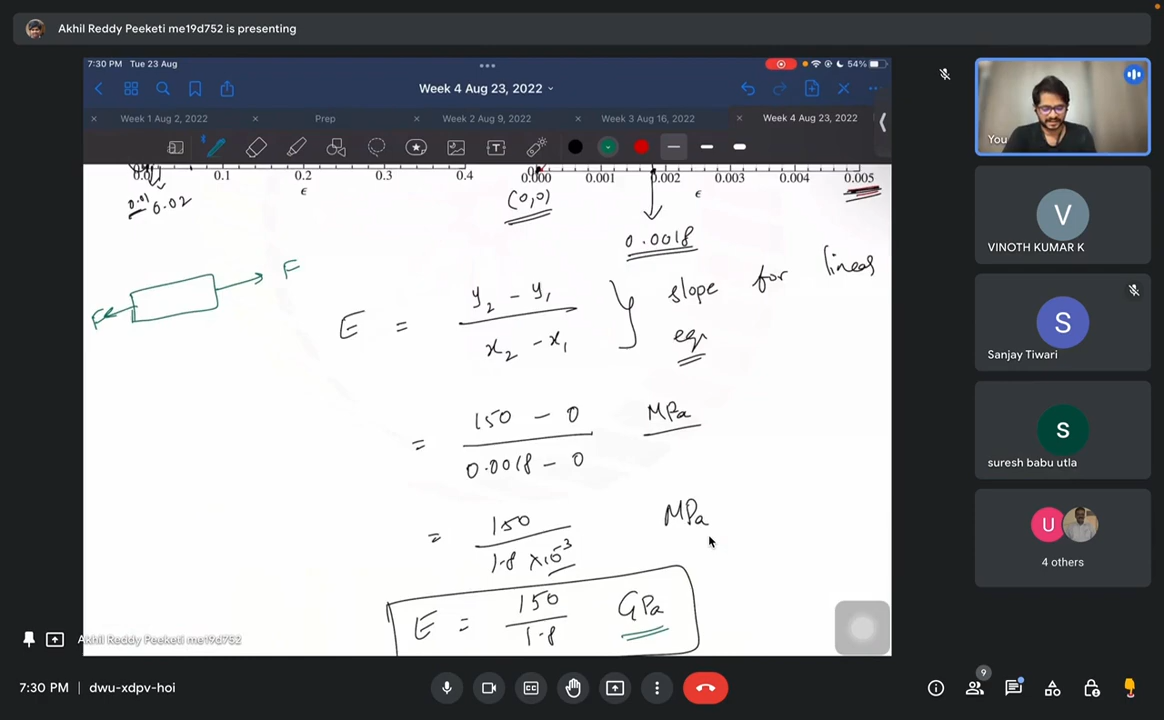 Akhil Reddy Peeketi me19d752 is presenting
7:30 PM Tue 23 Aug
54%
Week 4 Aug 23, 2022
Week 1 Aug 2, 2022
Prep
Week 2 Aug 9, 2022
Week 3 Aug 16, 2022
Week 4 Aug 23, 2022
0.1 0.2 0.3 0.4
ϵ
0.01 0.02
0.000 0.001 0.002 0.003 0.004 0.005
ϵ
(0,0)
0.0018
F
F
E = y₂ - y₁ / x₂ - x₁ } slope for linear
eqn
= 150 - 0 / 0.0018 - 0 MPa
= 150 / 1.8 × 10⁻³ MPa
E = 150 / 1.8 GPa
Akhil Reddy Peeketi me19d752
You
V
VINOTH KUMAR K
S
Sanjay Tiwari
S
suresh babu utla
U
4 others
7:30 PM | dwu-xdpv-hoi
9